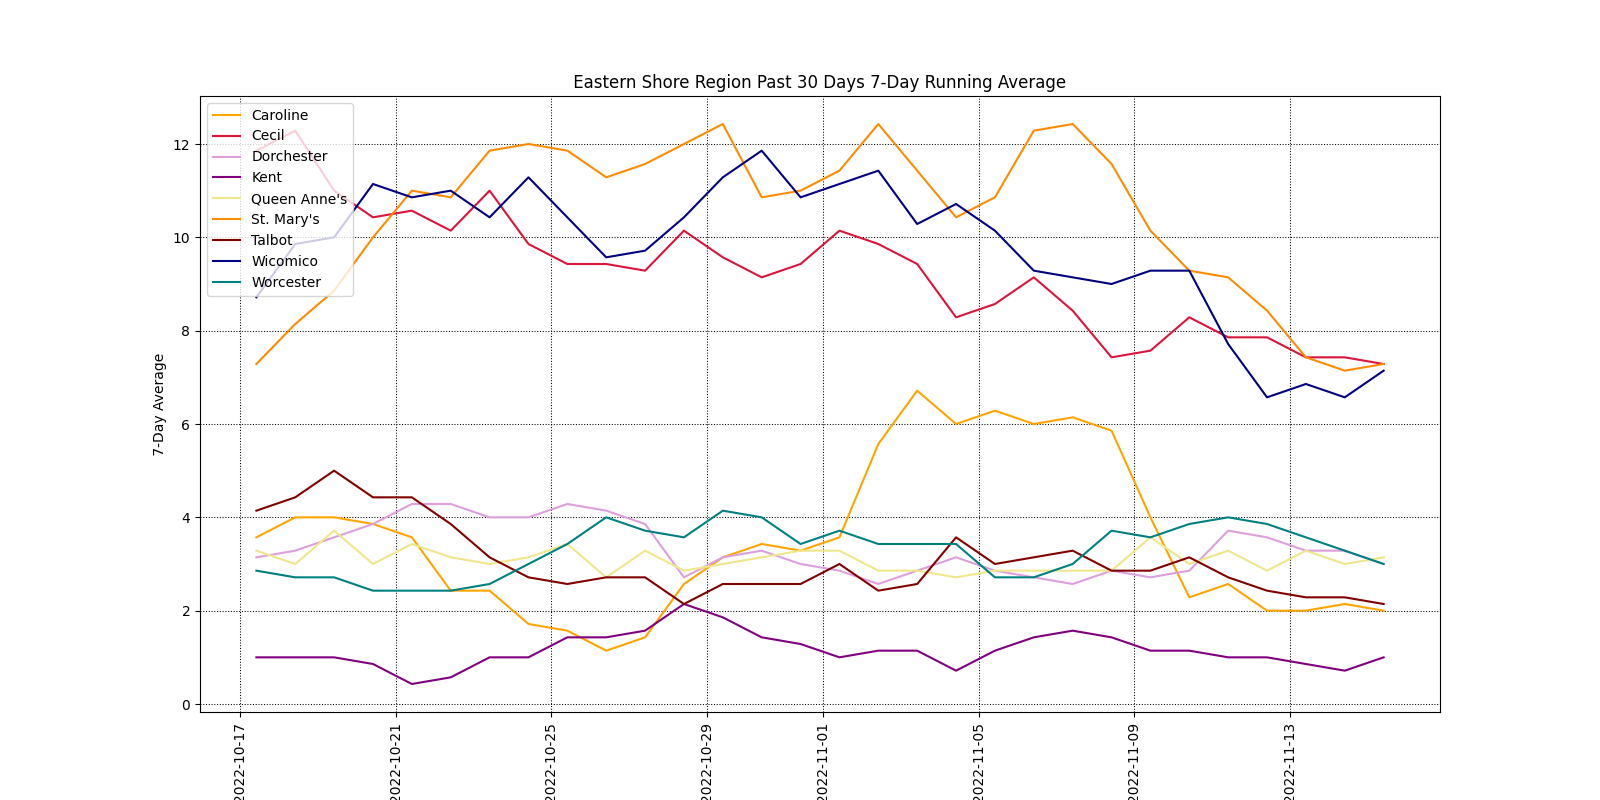 Eastern Shore Region Past 30 Days 7-Day Running Average
Caroline
Cecil
Dorchester
Kent
Queen Anne's
St. Mary's
Talbot
Wicomico
Worcester
7-Day Average
12
10
8
6
4
2
0
2022-10-17
2022-10-21
2022-10-25
2022-10-29
2022-11-01
2022-11-05
2022-11-09
2022-11-13